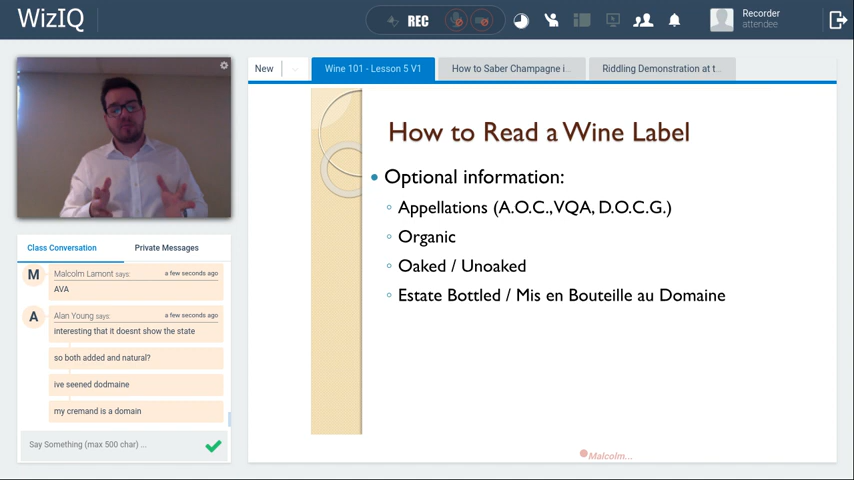 WizIQ
REC
Recorder
attendee
New
Wine 101 - Lesson 5 V1
How to Saber Champagne i...
Riddling Demonstration at t...
How to Read a Wine Label
Optional information:
Appellations (A.O.C., VQA, D.O.C.G.)
Organic
Oaked / Unoaked
Estate Bottled / Mis en Bouteille au Domaine
Malcolm...
Class Conversation
Private Messages
M
Malcolm Lamont says:
a few seconds ago
AVA
A
Alan Young says:
a few seconds ago
interesting that it doesnt show the state
so both added and natural?
ive seened dodmaine
my cremand is a domain
Say Something (max 500 char) ...